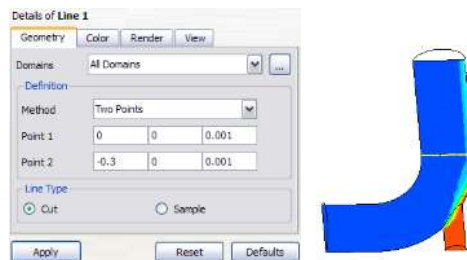 Details of Line 1
Geometry Color Render View
Domains All Domains ...
Definition
Method Two Points
Point 1 0 0 0.001
Point 2 -0.3 0 0.001
Line Type
Cut Sample
Apply Reset Defaults